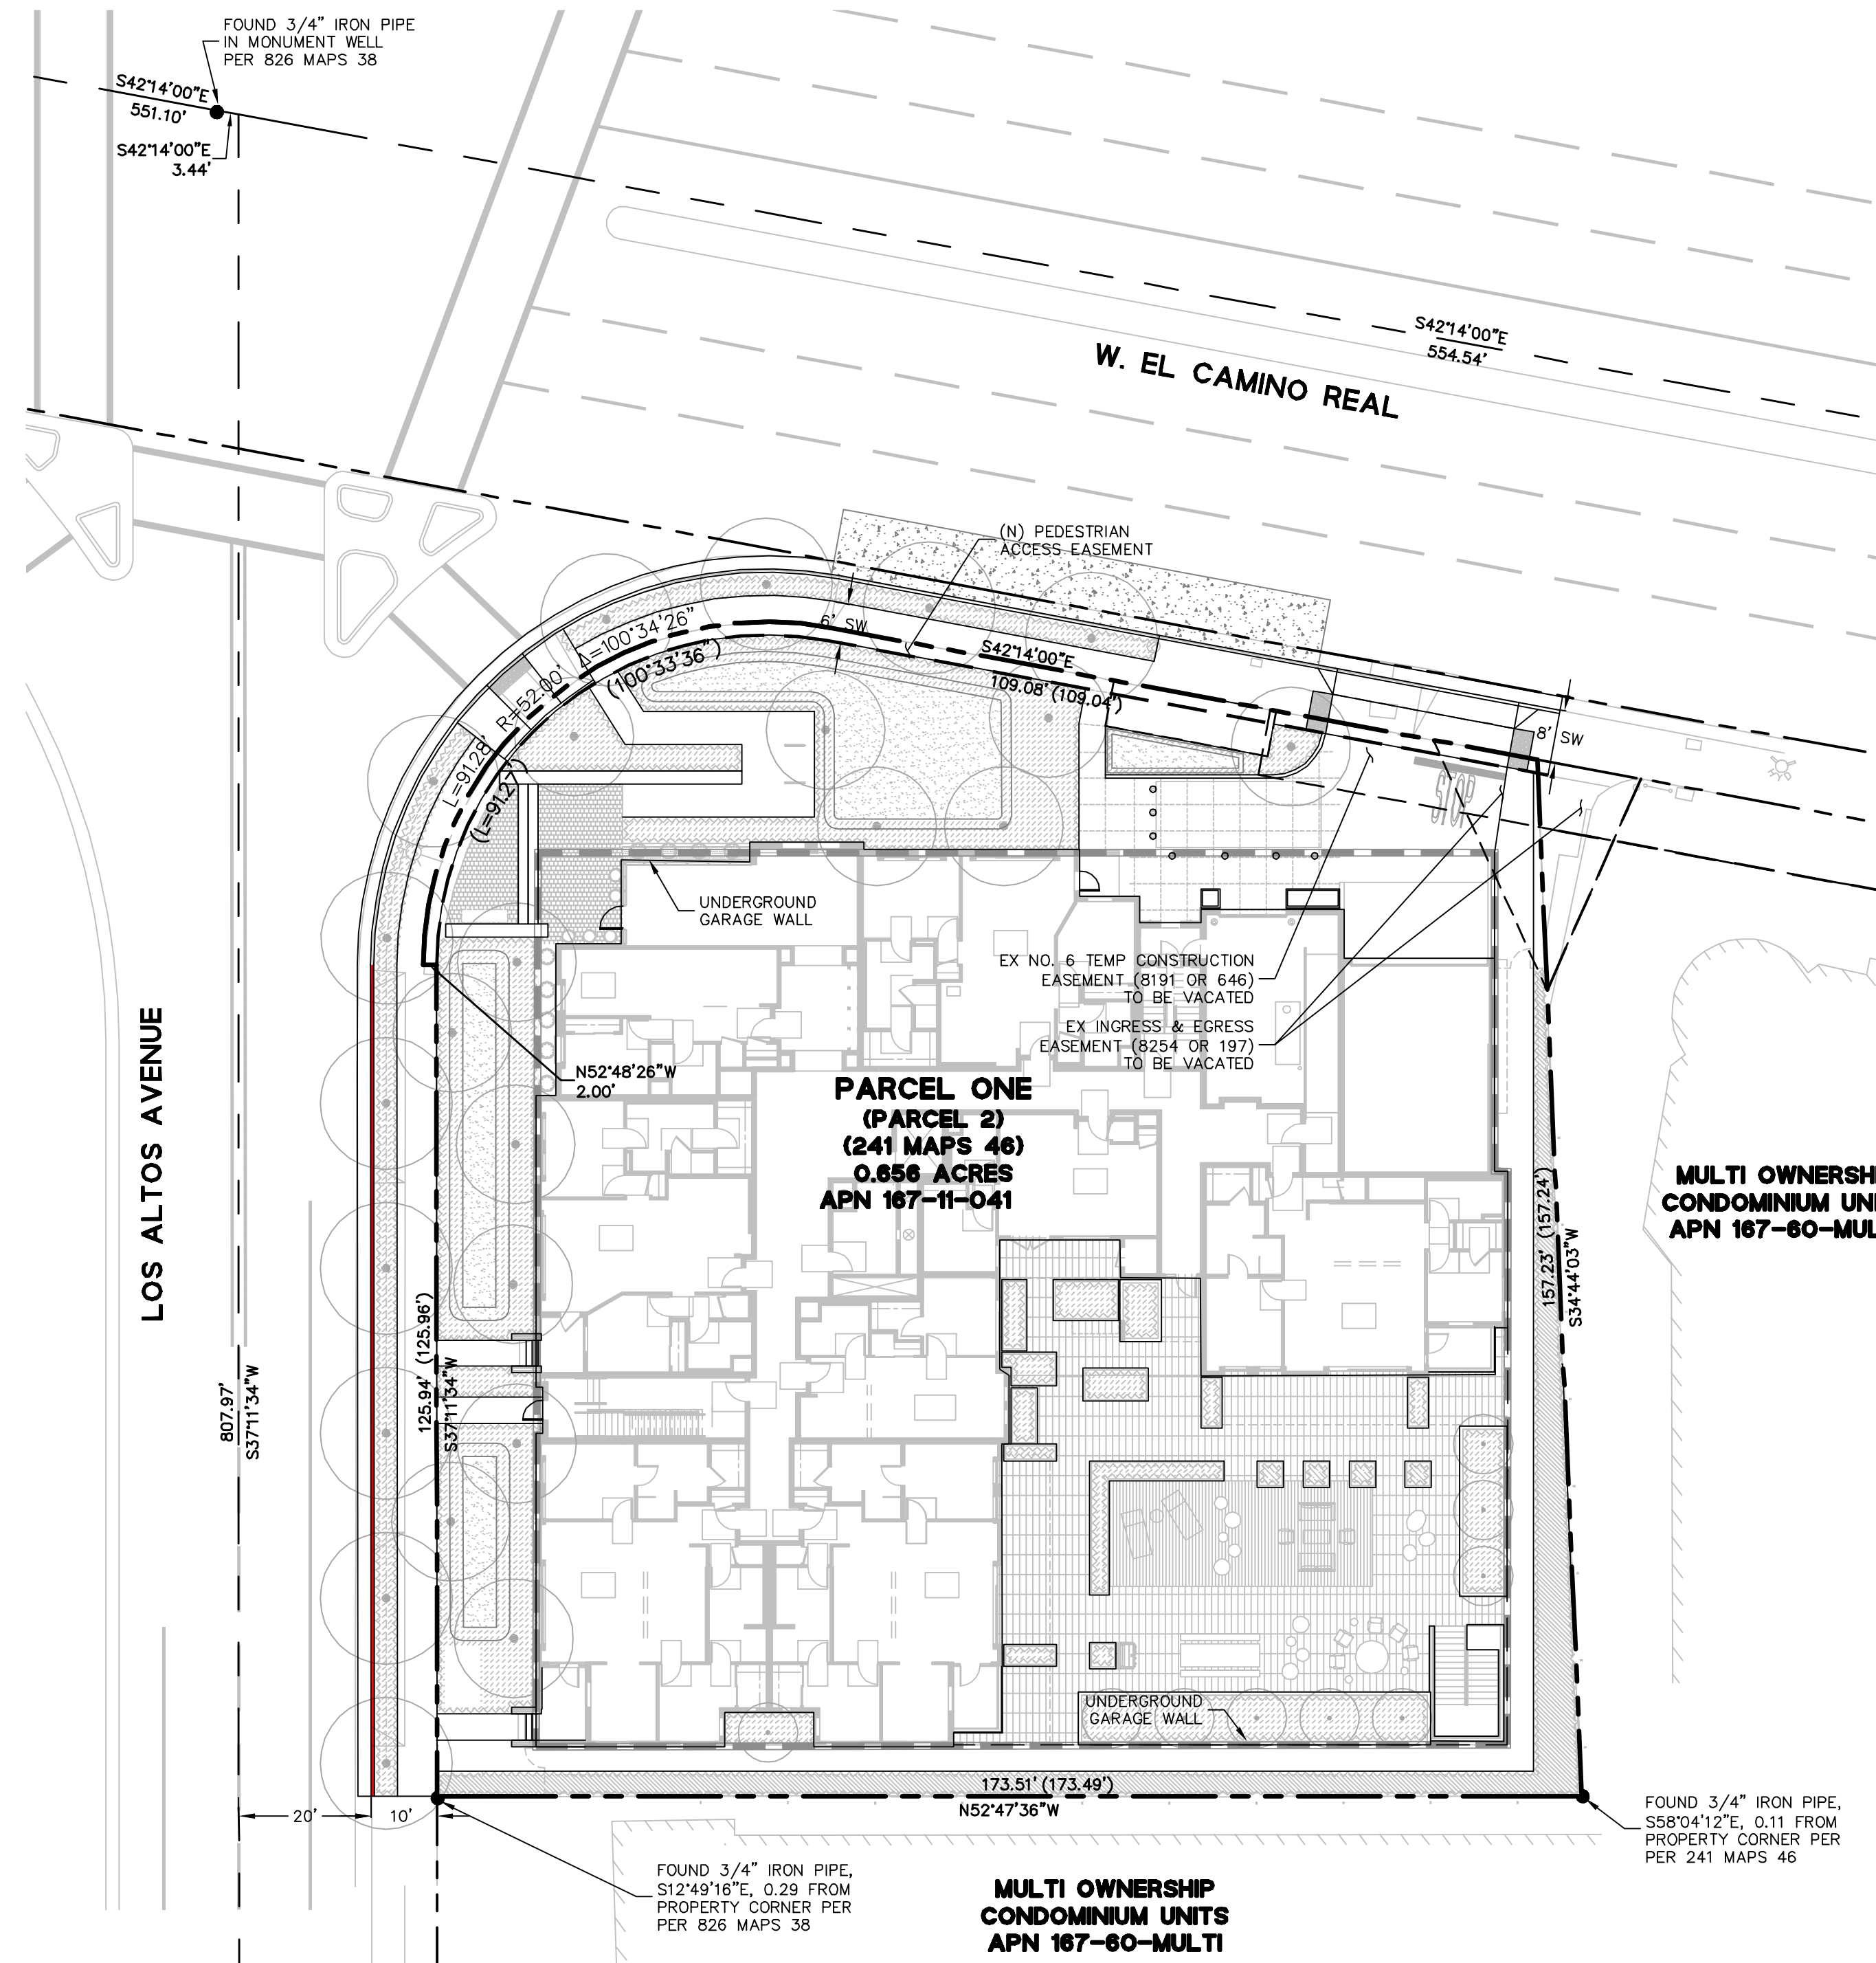 FOUND 3/4" IRON PIPE
IN MONUMENT WELL
PER 826 MAPS 38
S42°14'00"E
551.10'
S42°14'00"E
3.44'
S42°14'00"E
554.54'
W. EL CAMINO REAL
(N) PEDESTRIAN
ACCESS EASEMENT
6' SW
S42°14'00"E
109.08' (109.04')
8' SW
Δ=100°34'26"
(100°33'36")
R=52.00'
L=91.28'
(L=91.27')
STOP
UNDERGROUND
GARAGE WALL
EX NO. 6 TEMP CONSTRUCTION
EASEMENT (8191 OR 646)
TO BE VACATED
EX INGRESS & EGRESS
EASEMENT (8254 OR 197)
TO BE VACATED
N52°48'26"W
2.00'
PARCEL ONE
(PARCEL 2)
(241 MAPS 46)
0.656 ACRES
APN 167-11-041
LOS ALTOS AVENUE
MULTI OWNERSHI
CONDOMINIUM UNI
APN 167-60-MUL
157.23' (157.24')
S34°44'03"W
125.94' (125.96')
S37°11'34"W
807.97'
S37°11'34"W
UNDERGROUND
GARAGE WALL
173.51' (173.49')
N52°47'36"W
20'
10'
FOUND 3/4" IRON PIPE,
S58°04'12"E, 0.11 FROM
PROPERTY CORNER PER
PER 241 MAPS 46
FOUND 3/4" IRON PIPE,
S12°49'16"E, 0.29 FROM
PROPERTY CORNER PER
PER 826 MAPS 38
MULTI OWNERSHIP
CONDOMINIUM UNITS
APN 167-60-MULTI